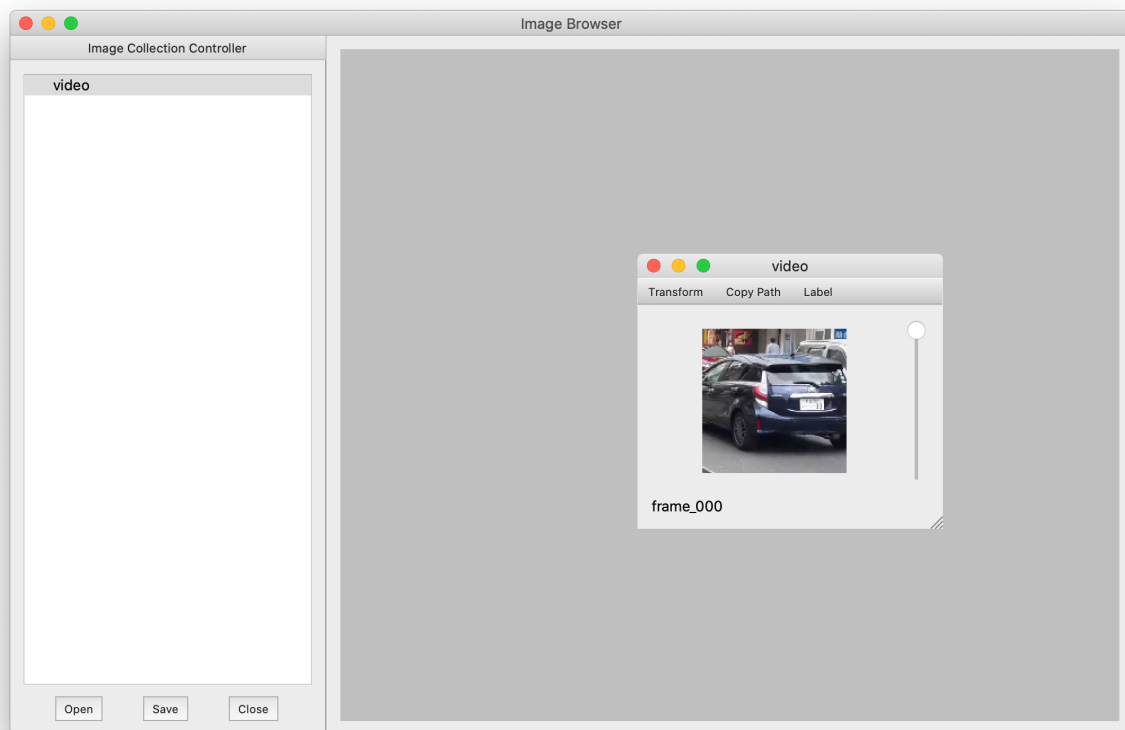 Image Browser
Image Collection Controller
video
video
Transform Copy Path Label
frame_000
Open Save Close